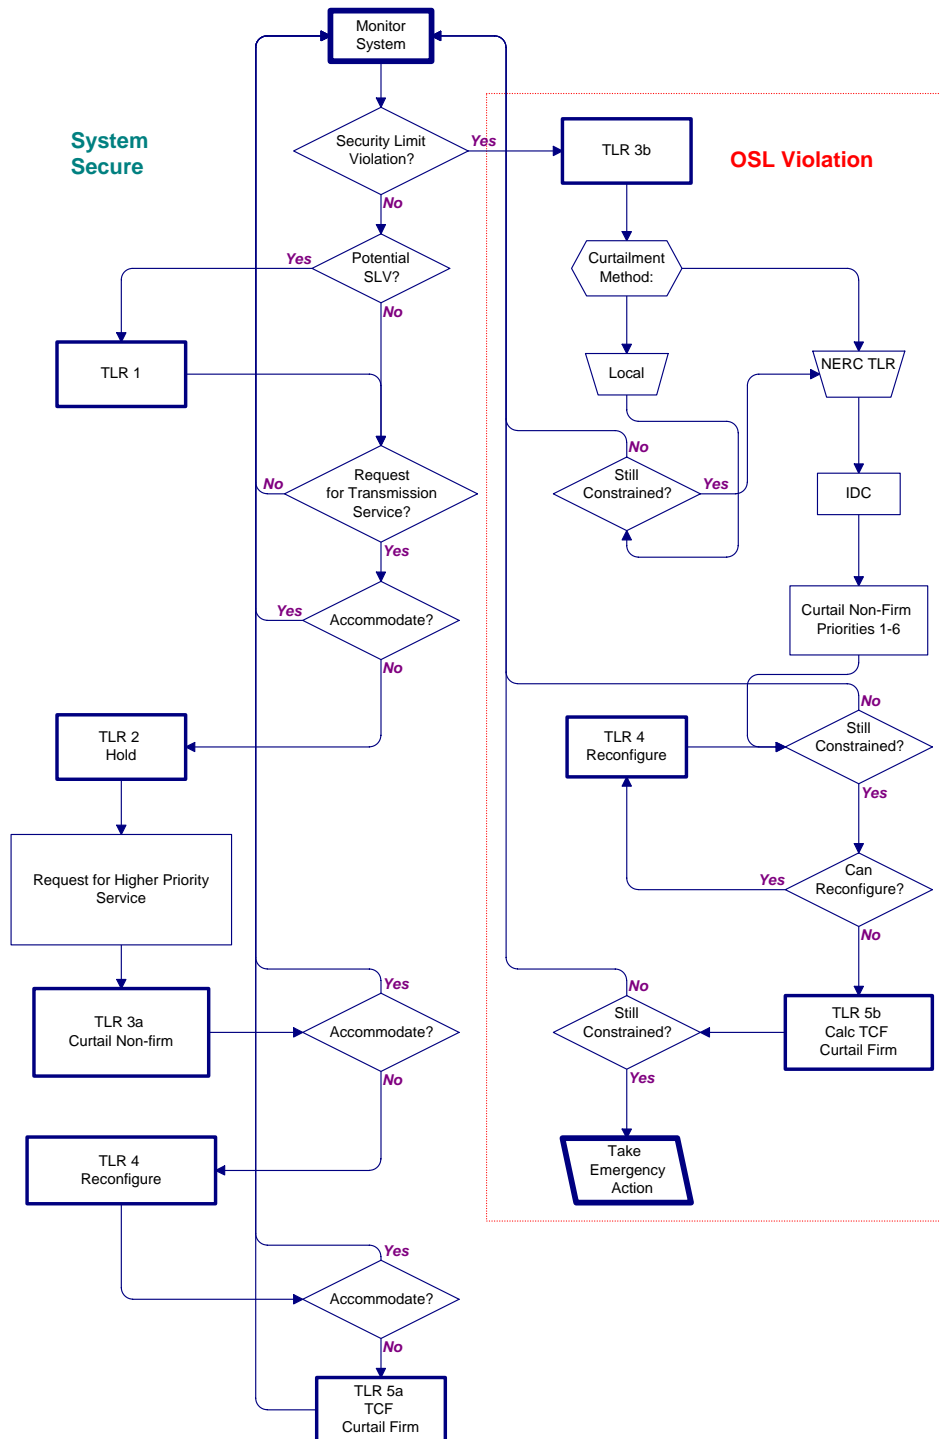 Monitor
System
System
Secure
Security Limit
Violation?
Yes
TLR 3b
OSL Violation
No
Yes
Potential
SLV?
No
Curtailment
Method:
TLR 1
Local
NERC TLR
No
Request
for Transmission
Service?
Yes
No
Still
Constrained?
Yes
IDC
Yes
Accommodate?
No
Curtail Non-Firm
Priorities 1-6
TLR 2
Hold
No
TLR 4
Reconfigure
Still
Constrained?
Yes
Request for Higher Priority
Service
Yes
Can
Reconfigure?
No
TLR 3a
Curtail Non-firm
Yes
Accommodate?
No
No
Still
Constrained?
Yes
TLR 5b
Calc TCF
Curtail Firm
TLR 4
Reconfigure
Take
Emergency
Action
Yes
Accommodate?
No
TLR 5a
TCF
Curtail Firm